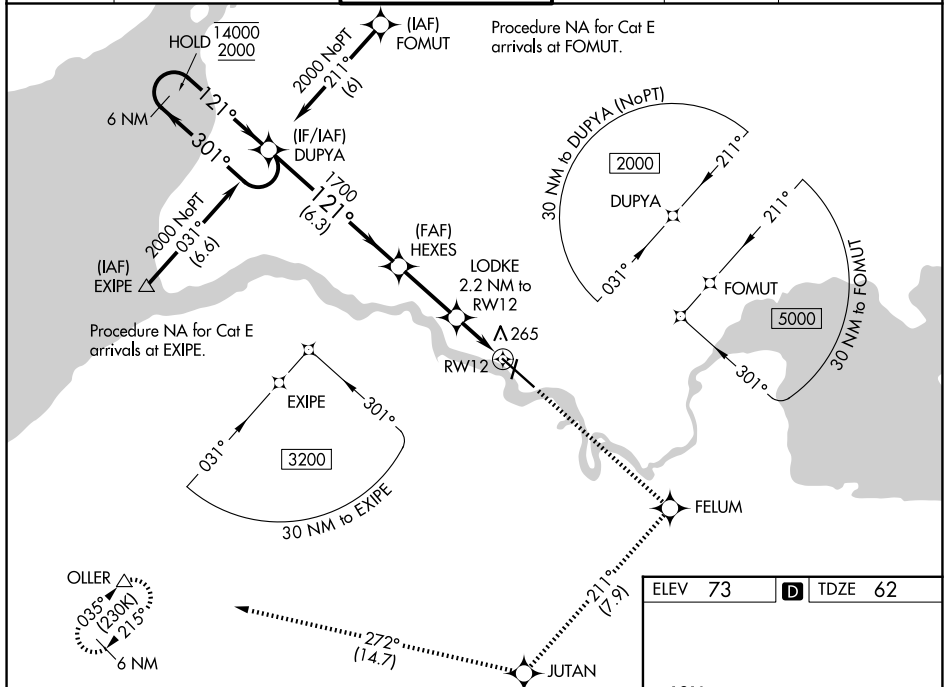 HOLD 14000
2000
(IAF)
FOMUT
Procedure NA for Cat E
arrivals at FOMUT.
2000 NoPT
211°
(6)
6 NM
121°
301°
(IF/IAF)
DUPYA
2000 NoPT
031°
(6.6)
(IAF)
EXIPE
1700
121°
(6.3)
(FAF)
HEXES
LODKE
2.2 NM to
RW12
265
RW12
30 NM to DUPYA (NoPT)
2000
211°
DUPYA
031°
211°
FOMUT
5000
30 NM to FOMUT
301°
Procedure NA for Cat E
arrivals at EXIPE.
EXIPE
031°
301°
3200
30 NM to EXIPE
FELUM
211°
(7.9)
JUTAN
272°
(14.7)
OLLER
035°
(230K)
215°
6 NM
ELEV 73 D TDZE 62